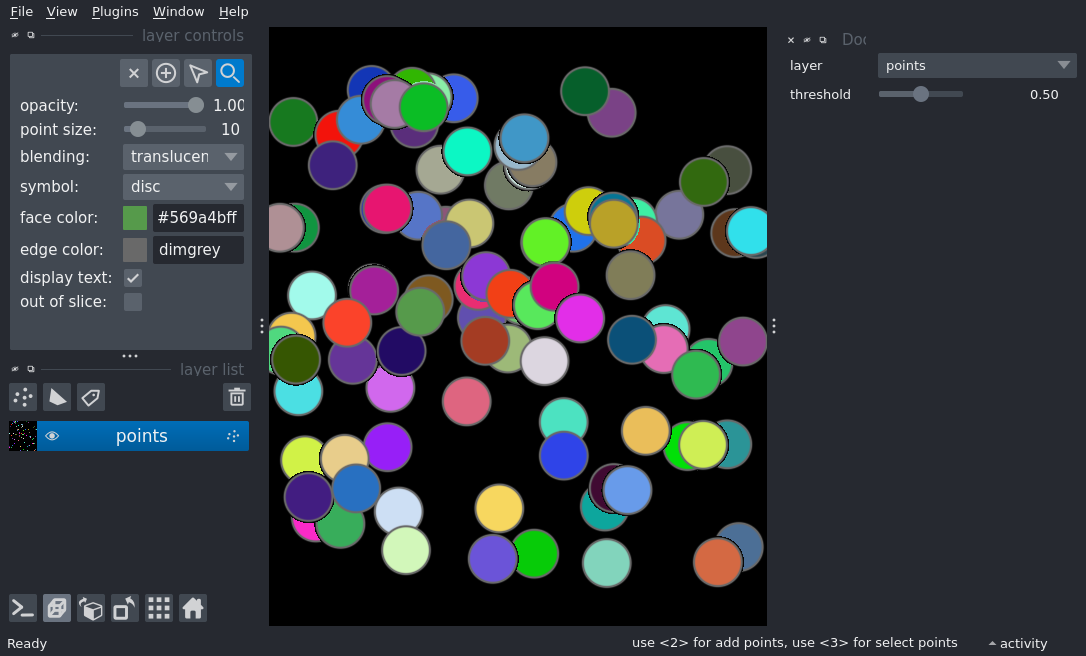 File View Plugins Window Help
layer controls
opacity: 1.00
point size: 10
blending: translucen
symbol: disc
face color: #569a4bff
edge color: dimgrey
display text:
out of slice:
layer list
points
Doc
layer points
threshold 0.50
Ready use <2> for add points, use <3> for select points activity